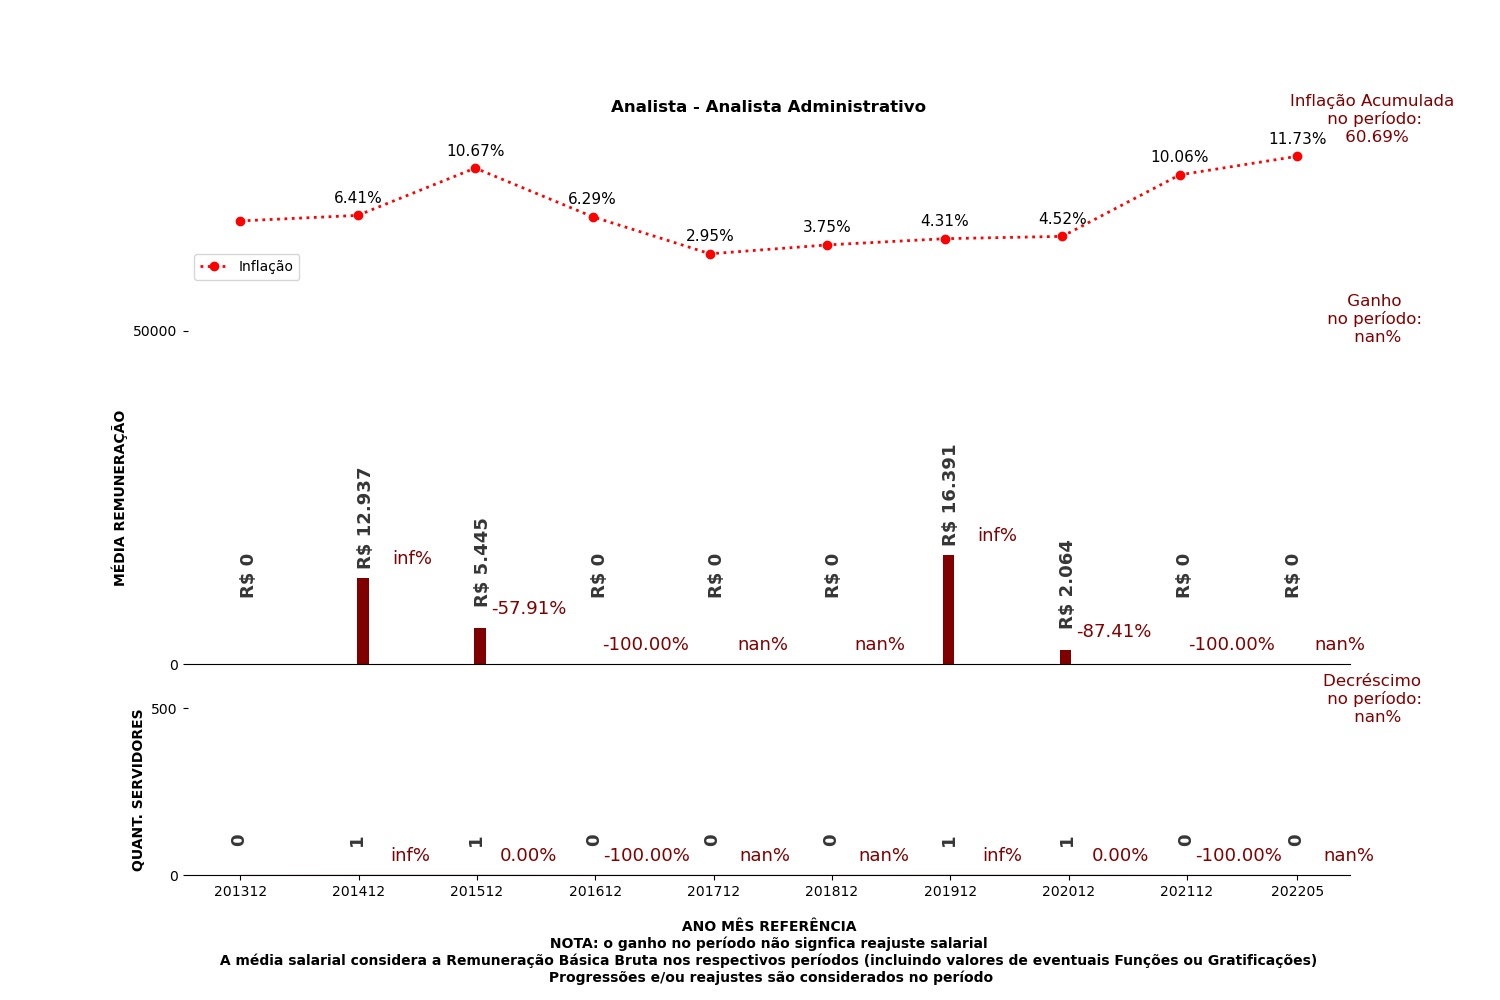 Analista - Analista Administrativo
Inflação Acumulada
no período:
60.69%
6.41%
10.67%
6.29%
2.95%
3.75%
4.31%
4.52%
10.06%
11.73%
Inflação
Ganho
no período:
nan%
50000
0
MÉDIA REMUNERAÇÃO
R$ 0
R$ 12.937
R$ 5.445
R$ 0
R$ 0
R$ 0
R$ 16.391
R$ 2.064
R$ 0
R$ 0
inf%
-57.91%
-100.00%
nan%
nan%
inf%
-87.41%
-100.00%
nan%
Decréscimo
no período:
nan%
500
0
QUANT. SERVIDORES
0
1
1
0
0
0
1
1
0
0
inf%
0.00%
-100.00%
nan%
nan%
inf%
0.00%
-100.00%
nan%
201312
201412
201512
201612
201712
201812
201912
202012
202112
202205
ANO MÊS REFERÊNCIA
NOTA: o ganho no período não signfica reajuste salarial
A média salarial considera a Remuneração Básica Bruta nos respectivos períodos (incluindo valores de eventuais Funções ou Gratificações)
Progressões e/ou reajustes são considerados no período